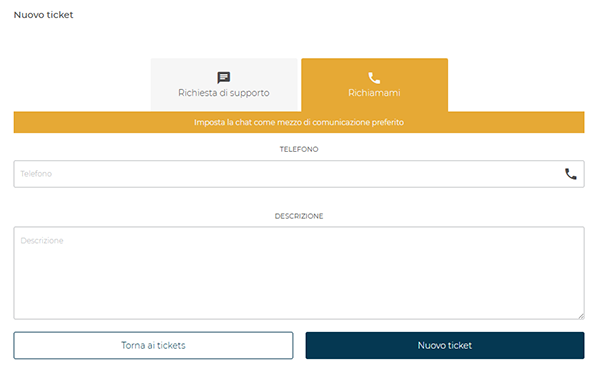 Nuovo ticket
Richiesta di supporto
Richiamami
Imposta la chat come mezzo di comunicazione preferito
TELEFONO
Telefono
DESCRIZIONE
Descrizione
Torna ai tickets
Nuovo ticket